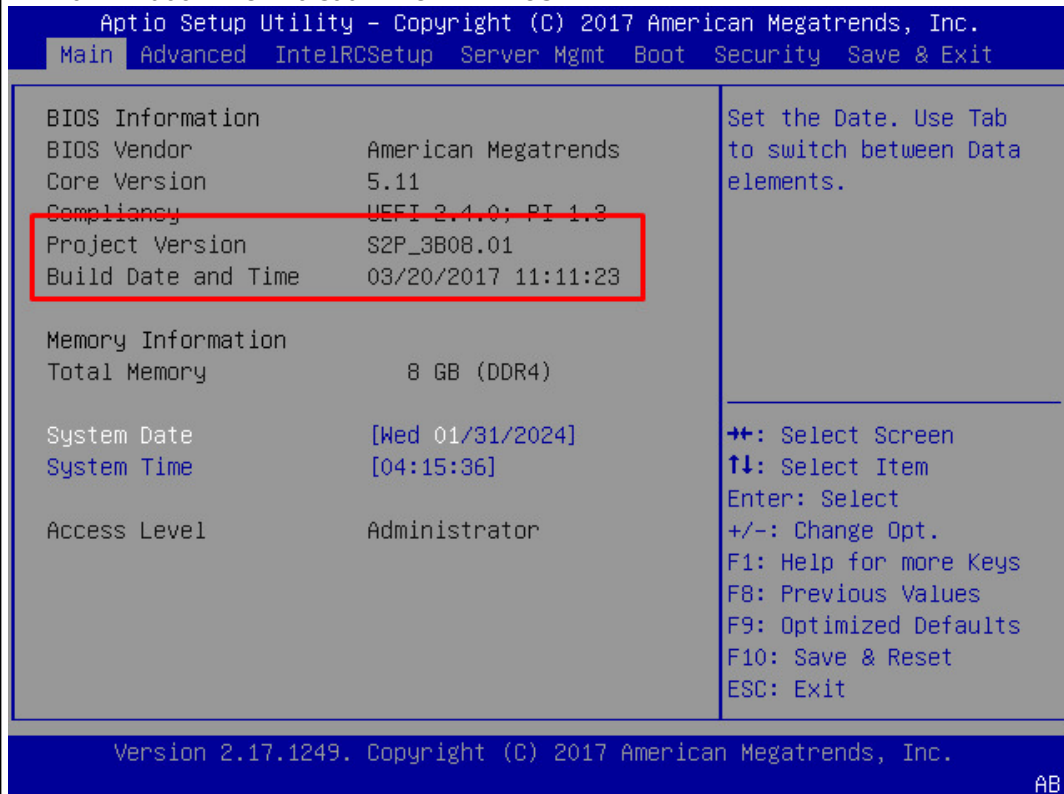 Aptio Setup Utility – Copyright (C) 2017 American Megatrends, Inc.
Main Advanced IntelRCSetup Server Mgmt Boot Security Save & Exit
BIOS Information
BIOS Vendor American Megatrends
Core Version 5.11
Compliancy UEFI 2.4.0; PI 1.3
Project Version S2P_3B08.01
Build Date and Time 03/20/2017 11:11:23
Memory Information
Total Memory 8 GB (DDR4)
System Date [Wed 01/31/2024]
System Time [04:15:36]
Access Level Administrator
Set the Date. Use Tab
to switch between Data
elements.
→←: Select Screen
↑↓: Select Item
Enter: Select
+/-: Change Opt.
F1: Help for more Keys
F8: Previous Values
F9: Optimized Defaults
F10: Save & Reset
ESC: Exit
Version 2.17.1249. Copyright (C) 2017 American Megatrends, Inc.
AB